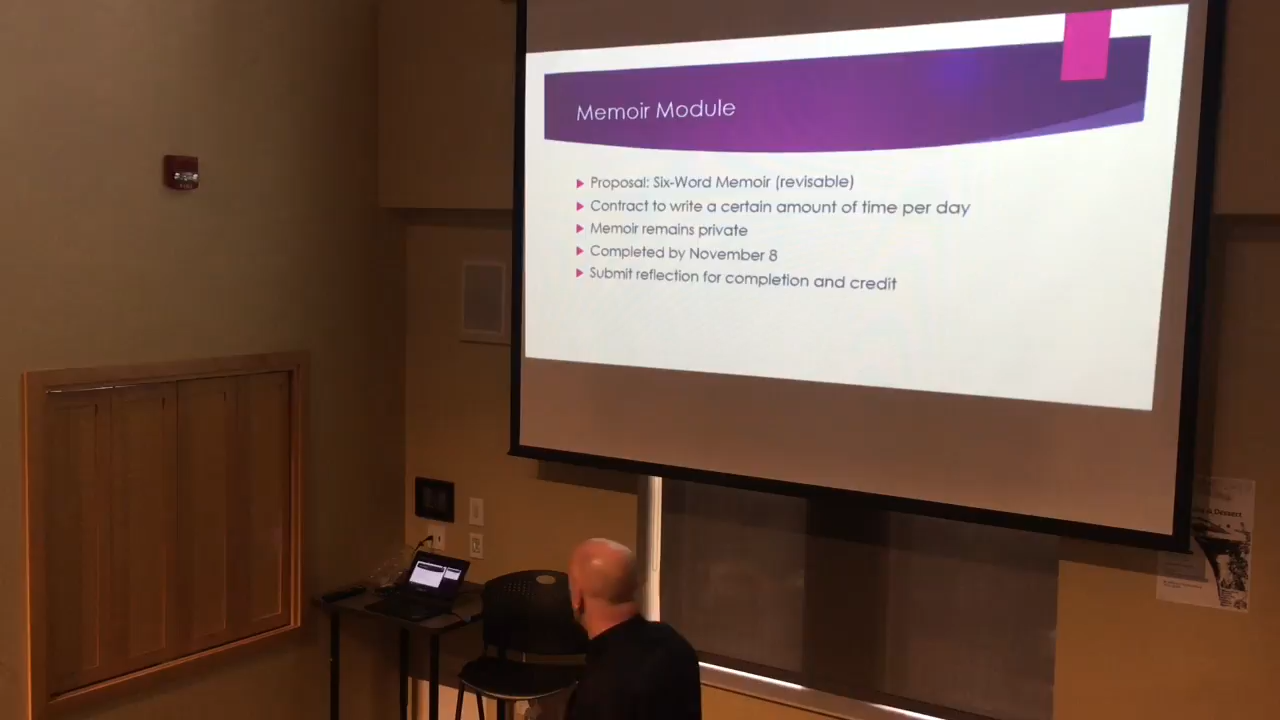 Memoir Module
Proposal: Six-Word Memoir (revisable)
Contract to write a certain amount of time per day
Memoir remains private
Completed by November 8
Submit reflection for completion and credit
& Dessert